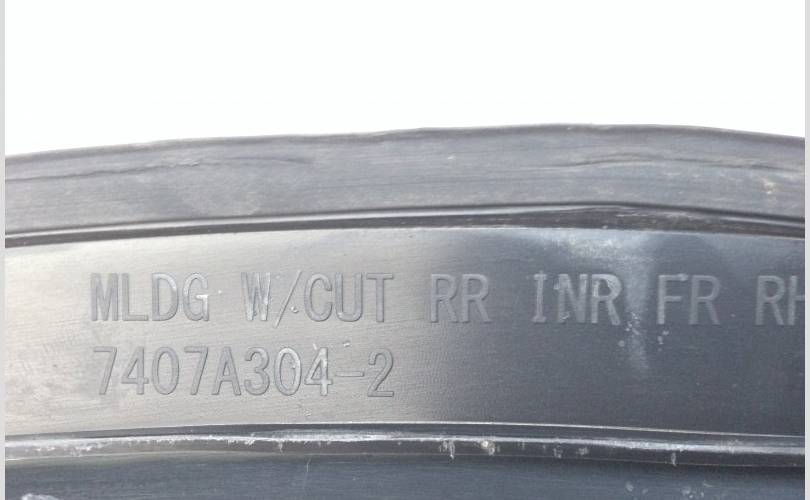 MLDG W/CUT RR INR FR RH
7407A304-2